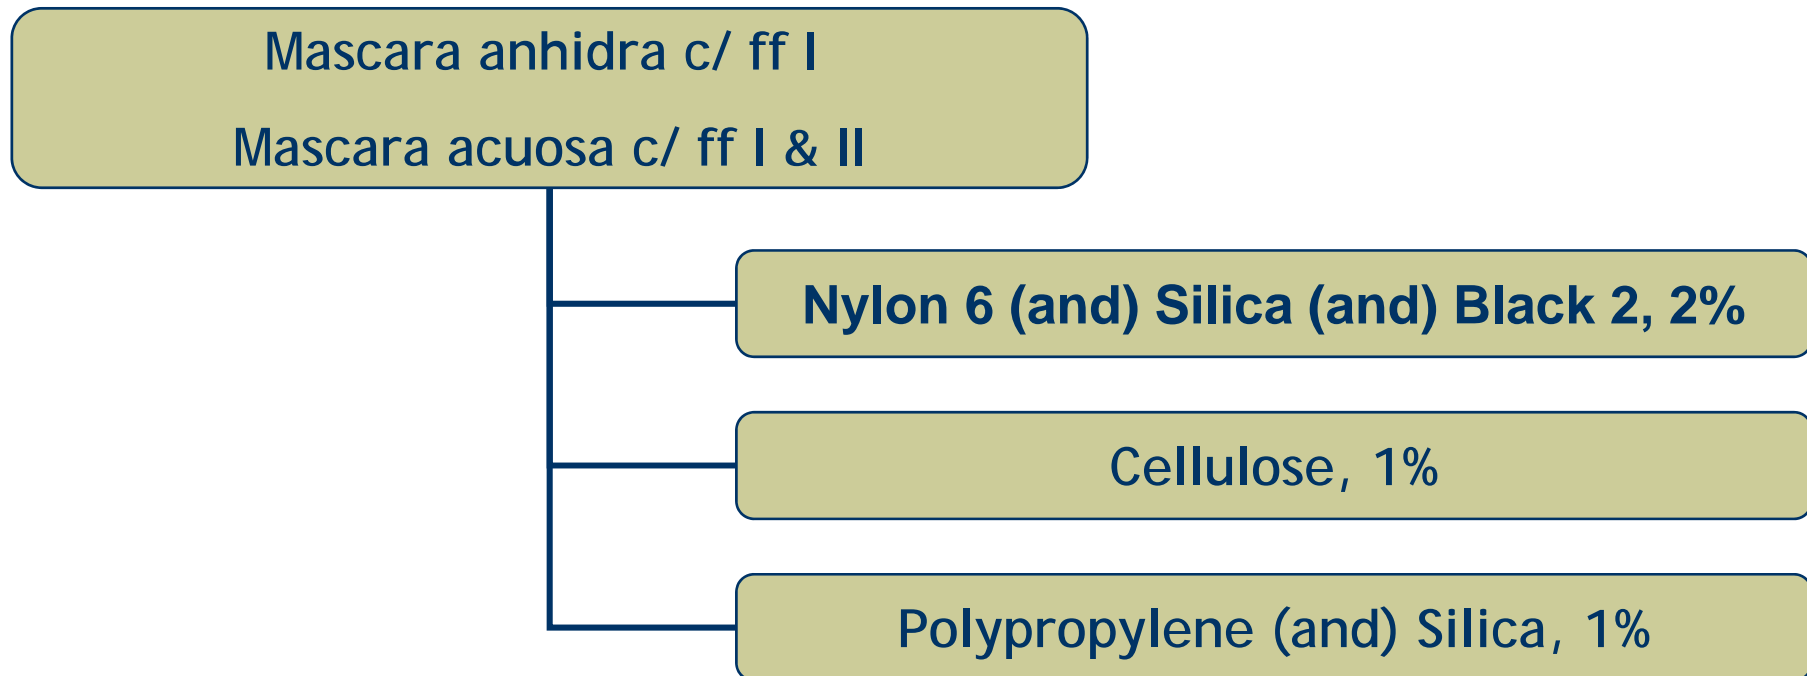 Mascara anhidra c/ ff I
Mascara acuosa c/ ff I & II
Nylon 6 (and) Silica (and) Black 2, 2%
Cellulose, 1%
Polypropylene (and) Silica, 1%